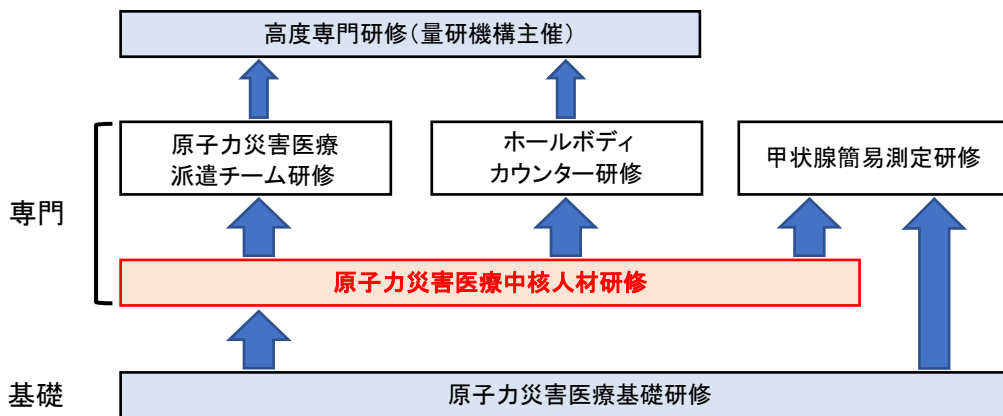 高度専門研修(量研機構主催)
原子力災害医療
派遣チーム研修
ホールボディ
カウンター研修
甲状腺簡易測定研修
専門
原子力災害医療中核人材研修
基礎
原子力災害医療基礎研修